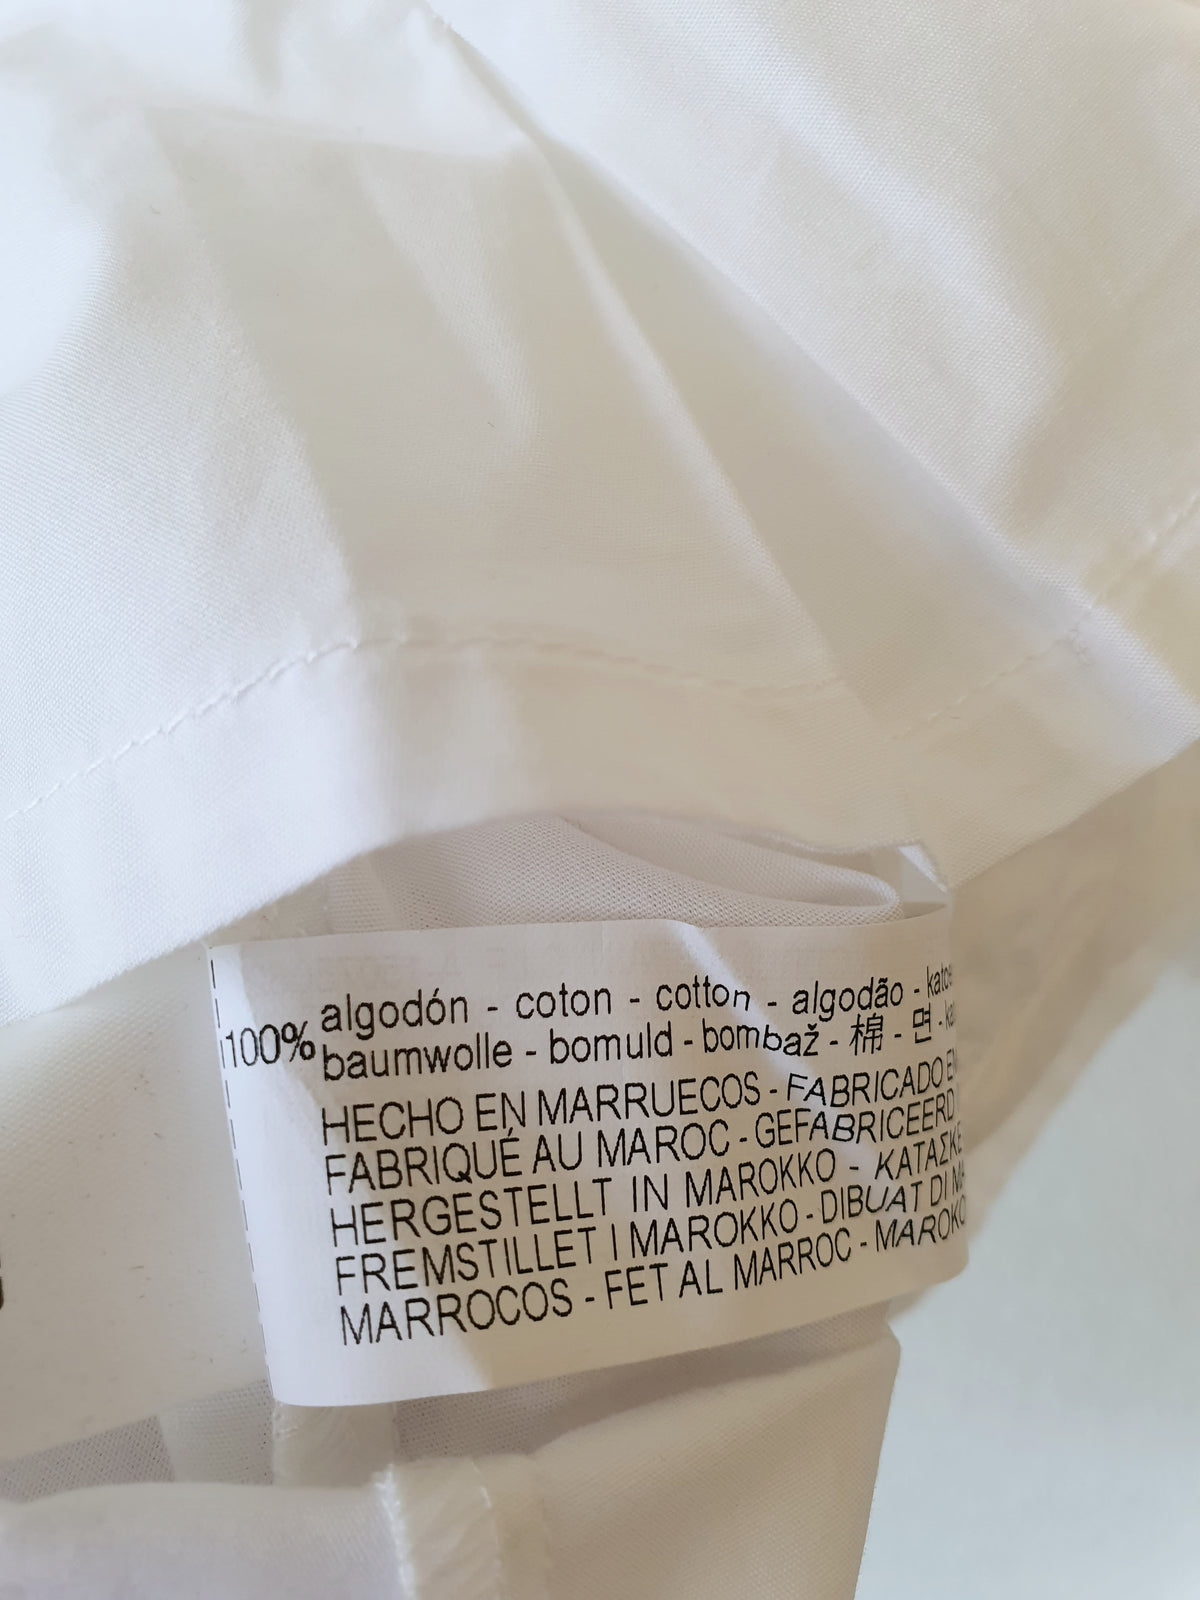 algodón - coton - cotton - algodão -
100% baumwolle - bomuld - bombaž - 棉 - 면 -
HECHO EN MARRUECOS - FABRICADO
FABRIQUÉ AU MAROC - GEFABRICEERD
HERGESTELLT IN MAROKKO -
FREMSTILLET I MAROKKO - DIBUAT DI
MARROCOS - FET AL MARROC -